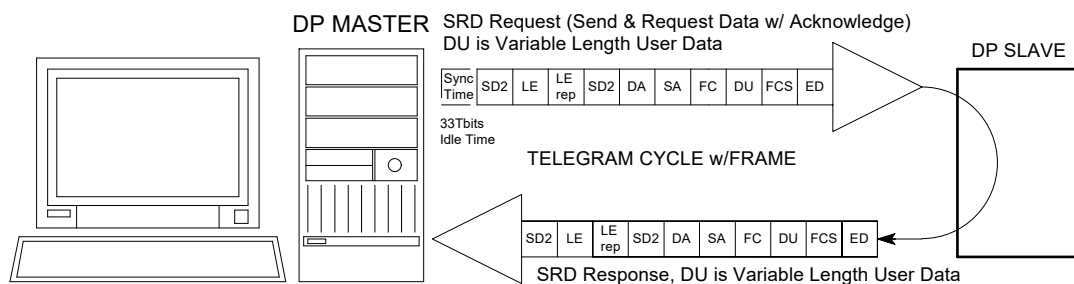 DP MASTER
SRD Request (Send & Request Data w/ Acknowledge)
DU is Variable Length User Data
DP SLAVE
Sync Time SD2 LE LE rep SD2 DA SA FC DU FCS ED
33Tbits
Idle Time
TELEGRAM CYCLE w/FRAME
SD2 LE LE rep SD2 DA SA FC DU FCS ED
SRD Response, DU is Variable Length User Data